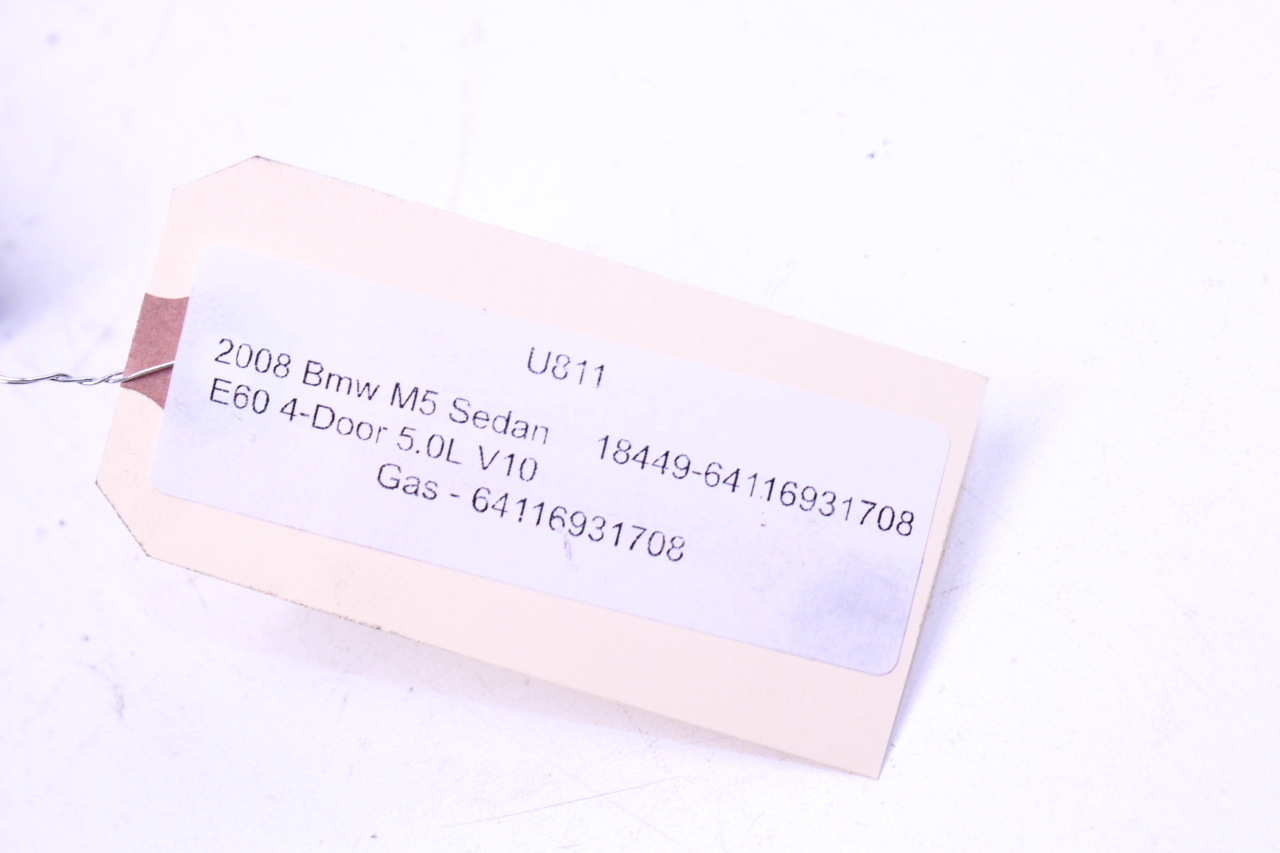 U811
2008 Bmw M5 Sedan 18449-64116931708
E60 4-Door 5.0L V10
Gas - 64116931708